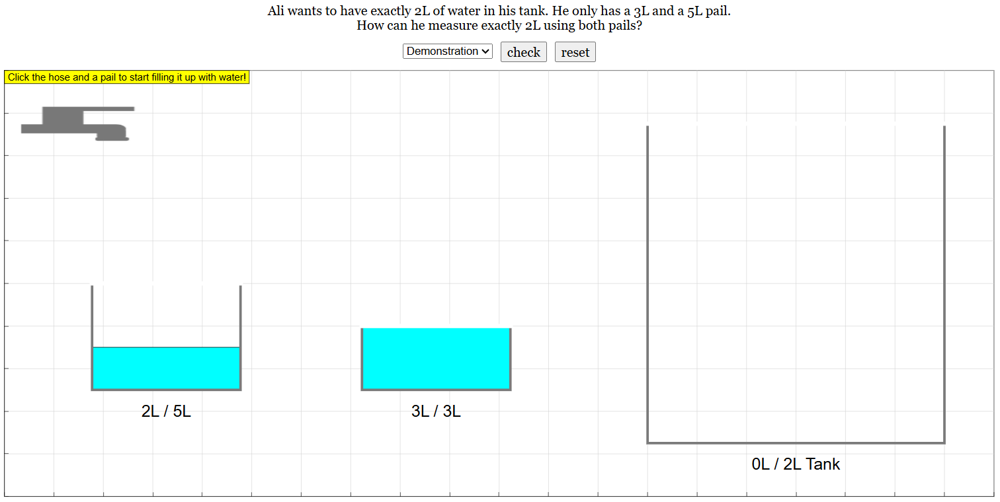 Ali wants to have exactly 2L of water in his tank. He only has a 3L and a 5L pail.
How can he measure exactly 2L using both pails?
Demonstration check reset
Click the hose and a pail to start filling it up with water!
2L / 5L
3L / 3L
0L / 2L Tank